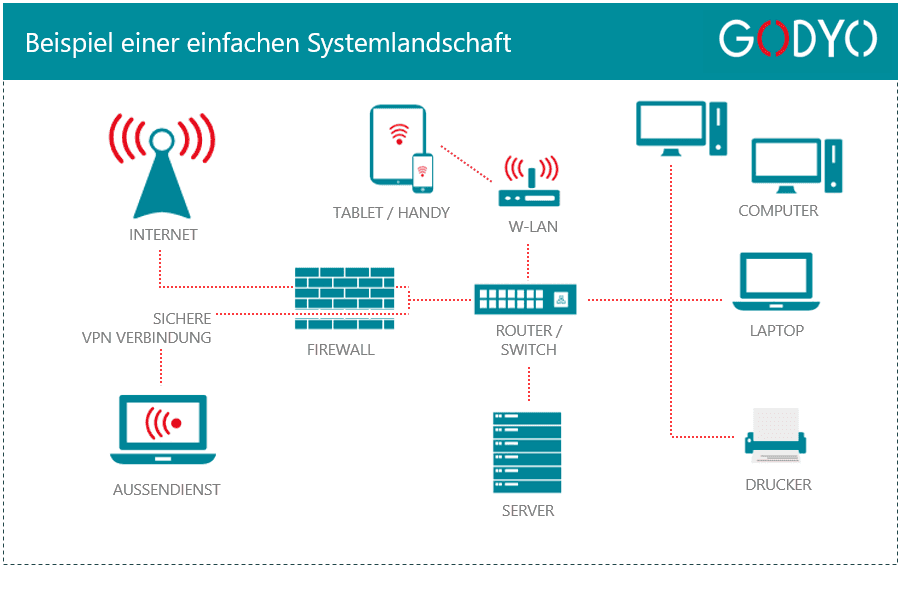 Beispiel einer einfachen Systemlandschaft
GODYO
INTERNET
TABLET / HANDY
W-LAN
COMPUTER
SICHERE
VPN VERBINDUNG
FIREWALL
ROUTER /
SWITCH
LAPTOP
AUSSENDIENST
SERVER
DRUCKER